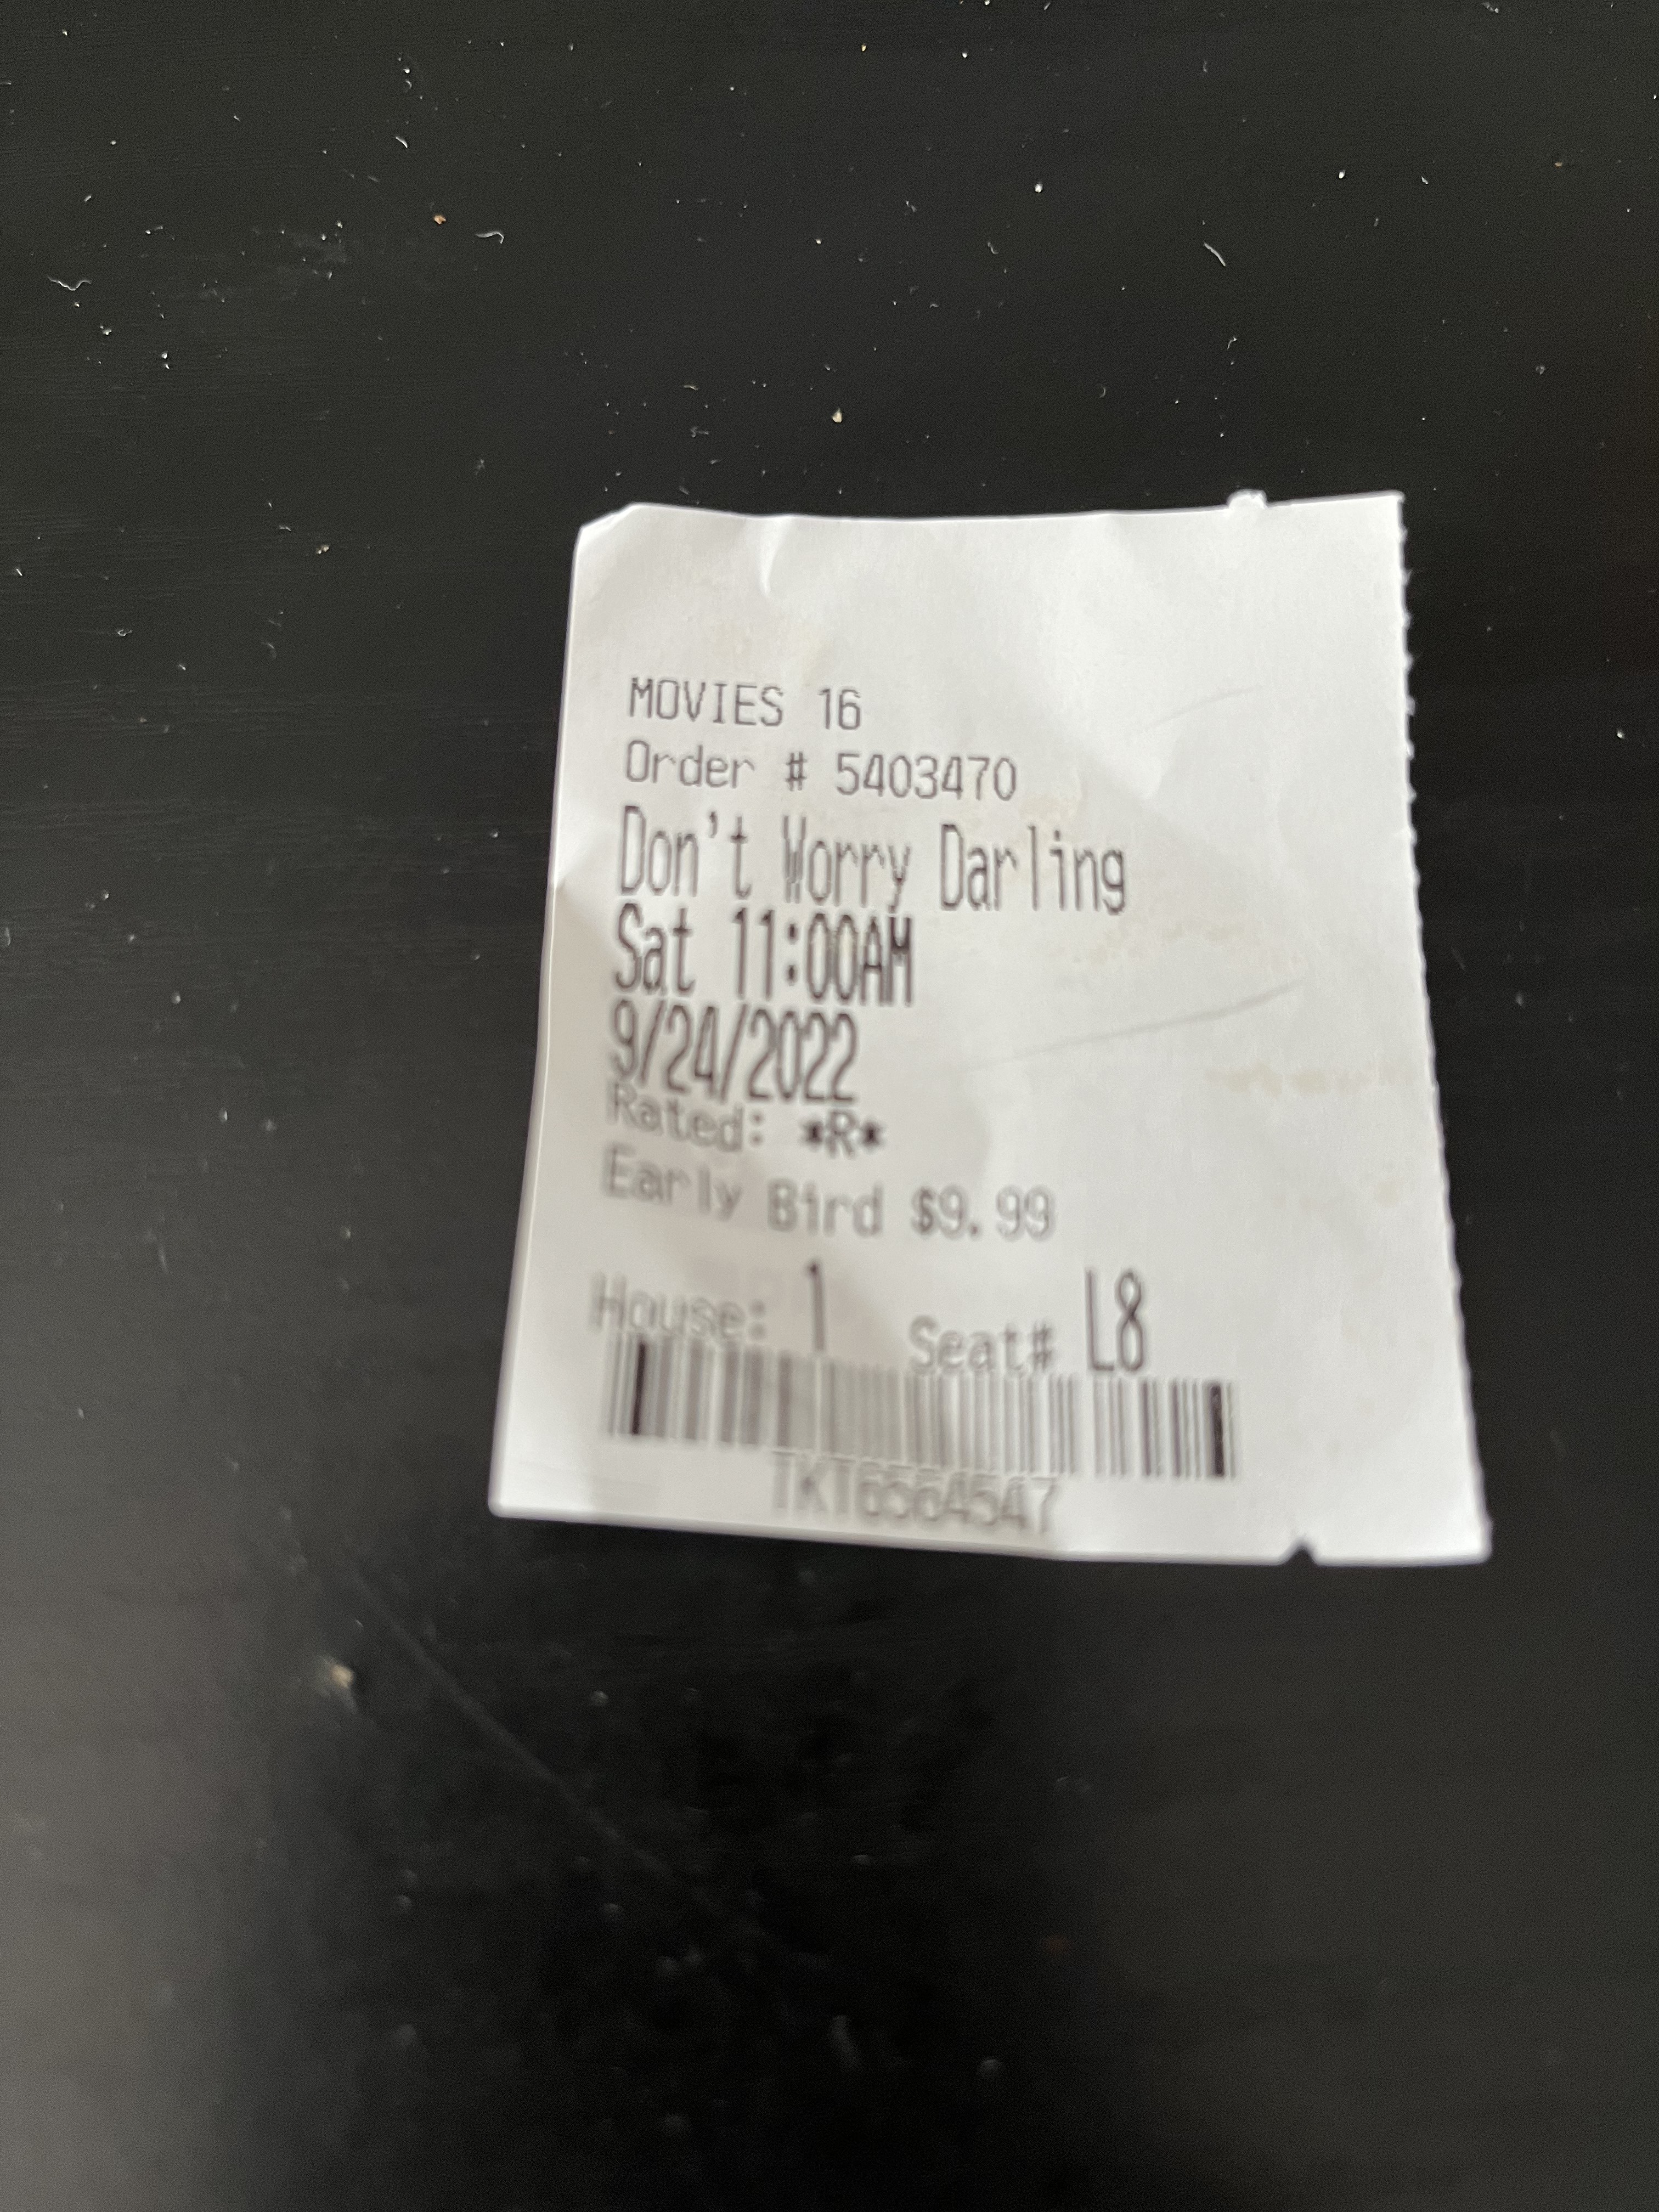 MOVIES 16
Order # 5403470
Don't Worry Darling
Sat 11:00AM
9/24/2022
Rated: *R*
Early Bird $9.99
House: 1 Seat# L8
TKT6564547